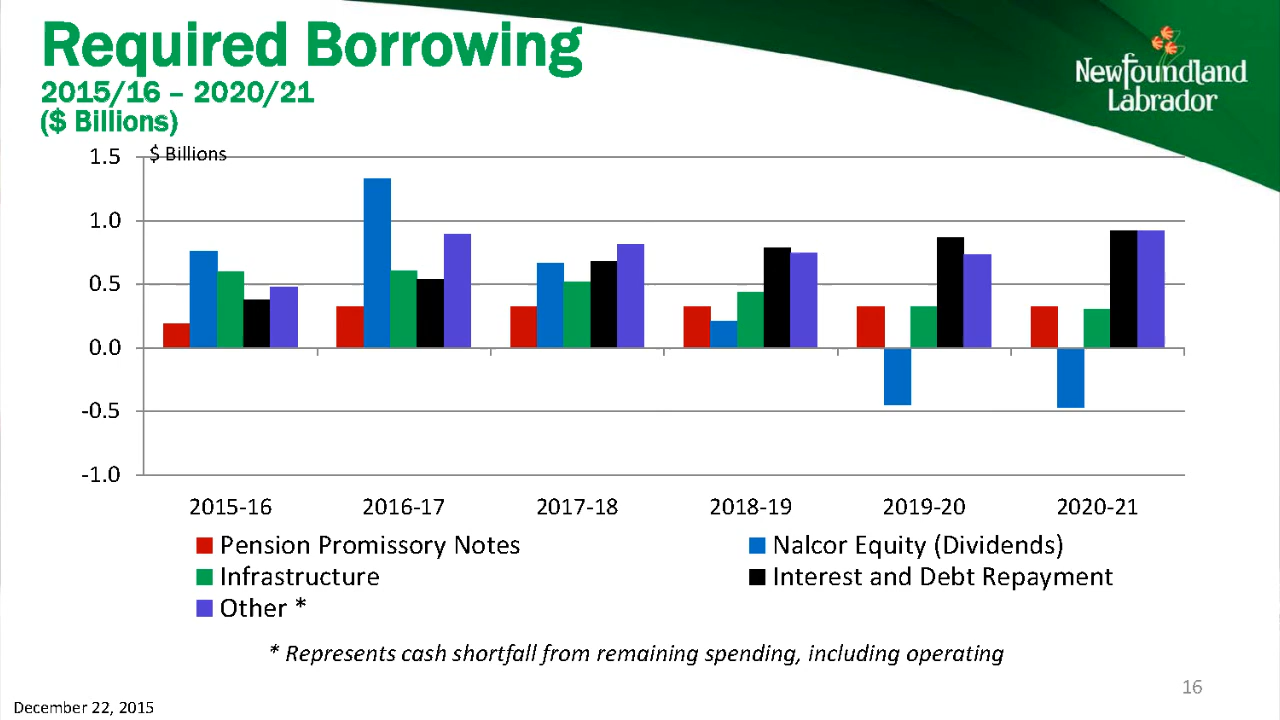 Required Borrowing
2015/16 – 2020/21
($ Billions)
Newfoundland
Labrador
$ Billions
1.5
1.0
0.5
0.0
-0.5
-1.0
2015-16 2016-17 2017-18 2018-19 2019-20 2020-21
Pension Promissory Notes Nalcor Equity (Dividends)
Infrastructure Interest and Debt Repayment
Other *
* Represents cash shortfall from remaining spending, including operating
16
December 22, 2015